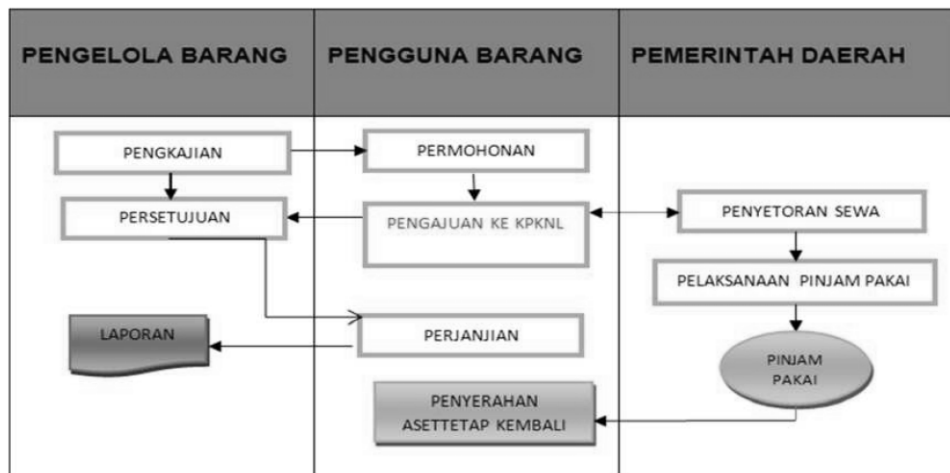 PENGELOLA BARANG
PENGGUNA BARANG
PEMERINTAH DAERAH
PENGKAJIAN
PERMOHONAN
PERSETUJUAN
PENGAJUAN KE KPKNL
PENYETORAN SEWA
PELAKSANAAN PINJAM PAKAI
LAPORAN
PERJANJIAN
PINJAM
PAKAI
PENYERAHAN
ASETTETAP KEMBALI